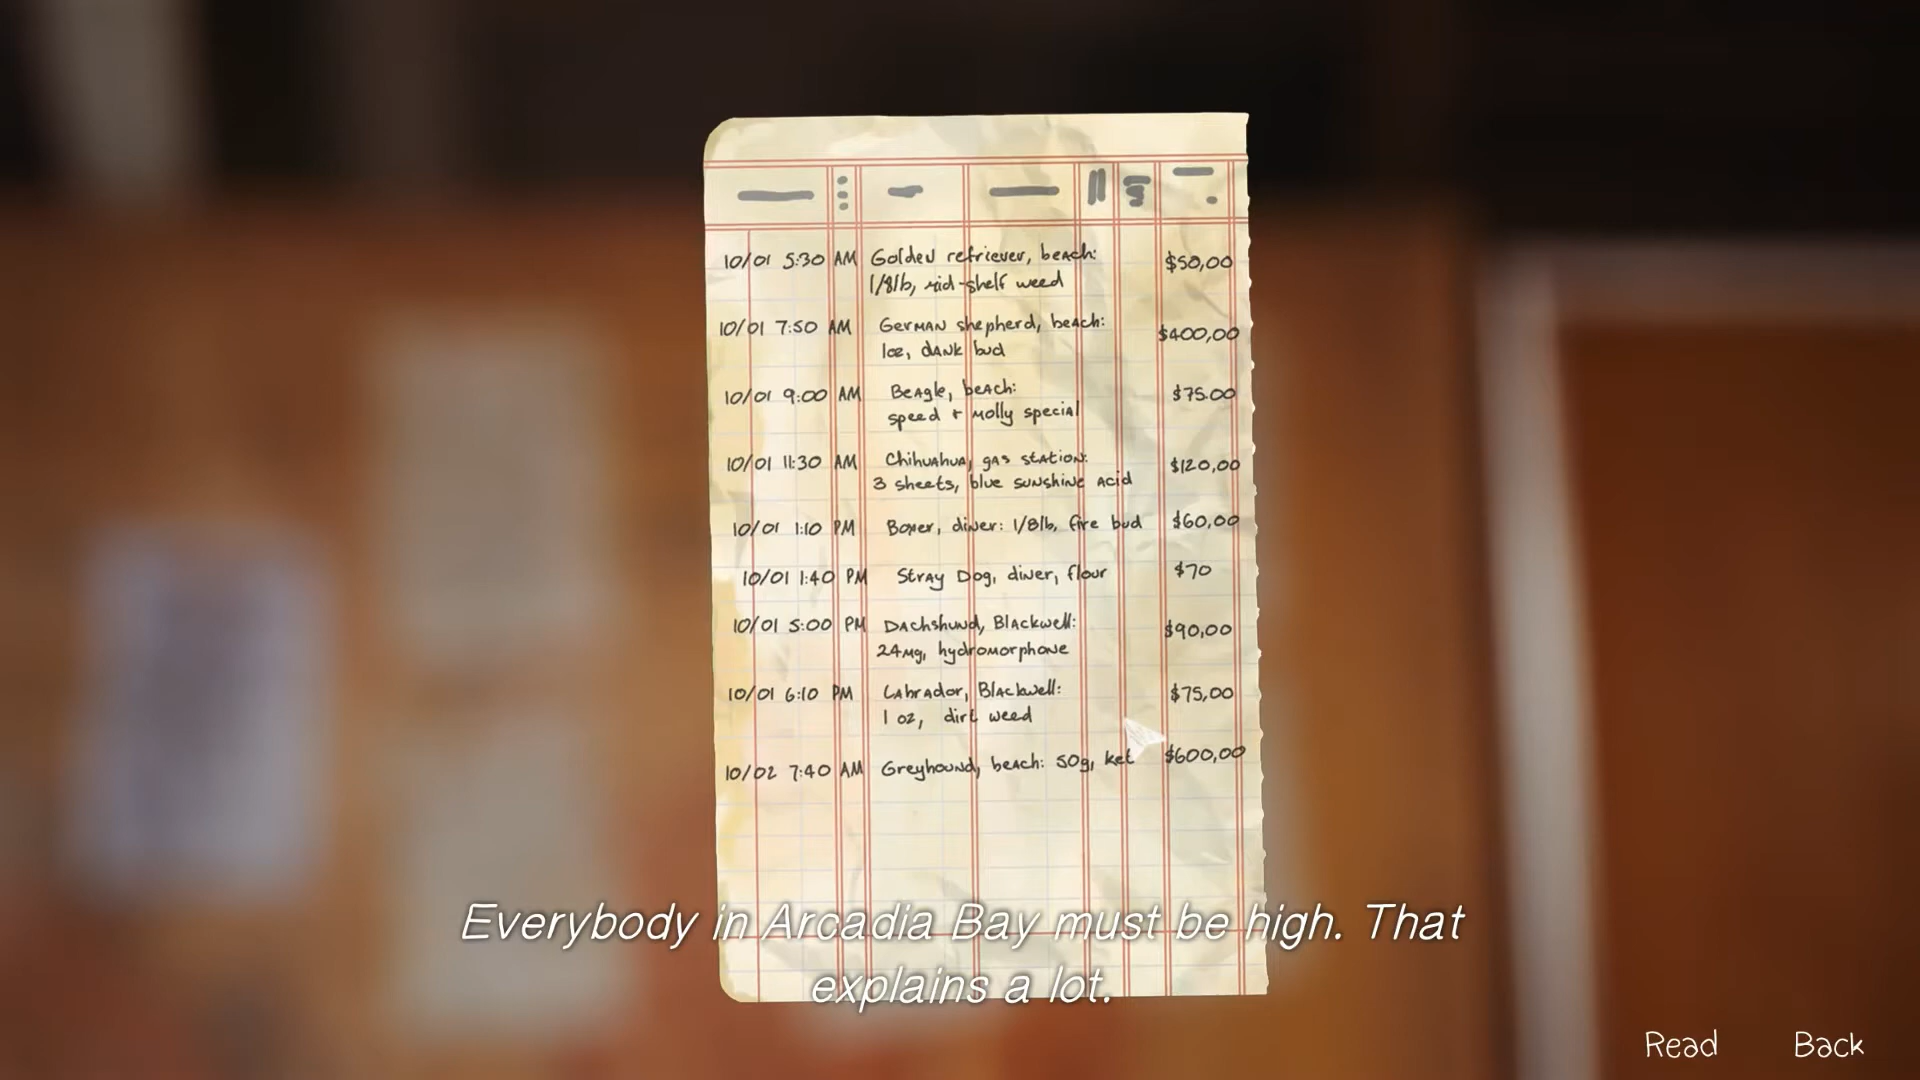 10/01 5:30 AM Golden retriever, beach: $50,00
1/8lb, mid-shelf weed
10/01 7:50 AM German shepherd, beach: $400,00
1oz, dank bud
10/01 9:00 AM Beagle, beach: $75.00
speed + Molly special
10/01 11:30 AM Chihuahua, gas station: $120,00
3 sheets, blue sunshine acid
10/01 1:10 PM Boxer, diner: 1/8lb, fire bud $60,00
10/01 1:40 PM Stray Dog, diner, flour $70
10/01 5:00 PM Dachshund, Blackwell: $90,00
24mg, hydromorphone
10/01 6:10 PM Labrador, Blackwell: $75,00
1 oz, dirt weed
10/02 7:40 AM Greyhound, beach: 50g, ket $600,00
Everybody in Arcadia Bay must be high. That
explains a lot.
Read Back